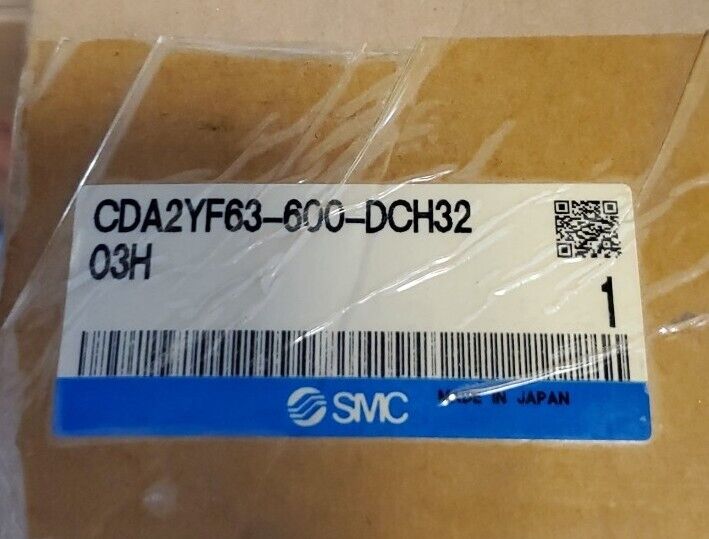 CDA2YF63-600-DCH32
03H
1
SMC
MADE IN JAPAN